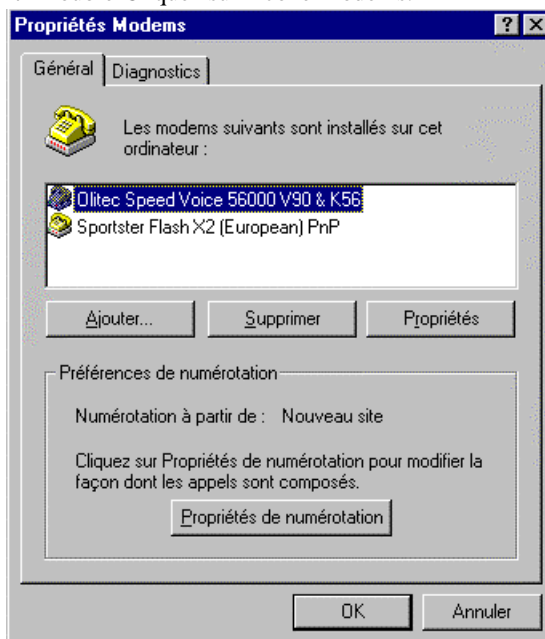 Propriétés Modems
Général
Diagnostics
Les modems suivants sont installés sur cet
ordinateur :
Olitec Speed Voice 56000 V90 & K56
Sportster Flash X2 (European) PnP
Ajouter...
Supprimer
Propriétés
Préférences de numérotation
Numérotation à partir de : Nouveau site
Cliquez sur Propriétés de numérotation pour modifier la
façon dont les appels sont composés.
Propriétés de numérotation
OK
Annuler